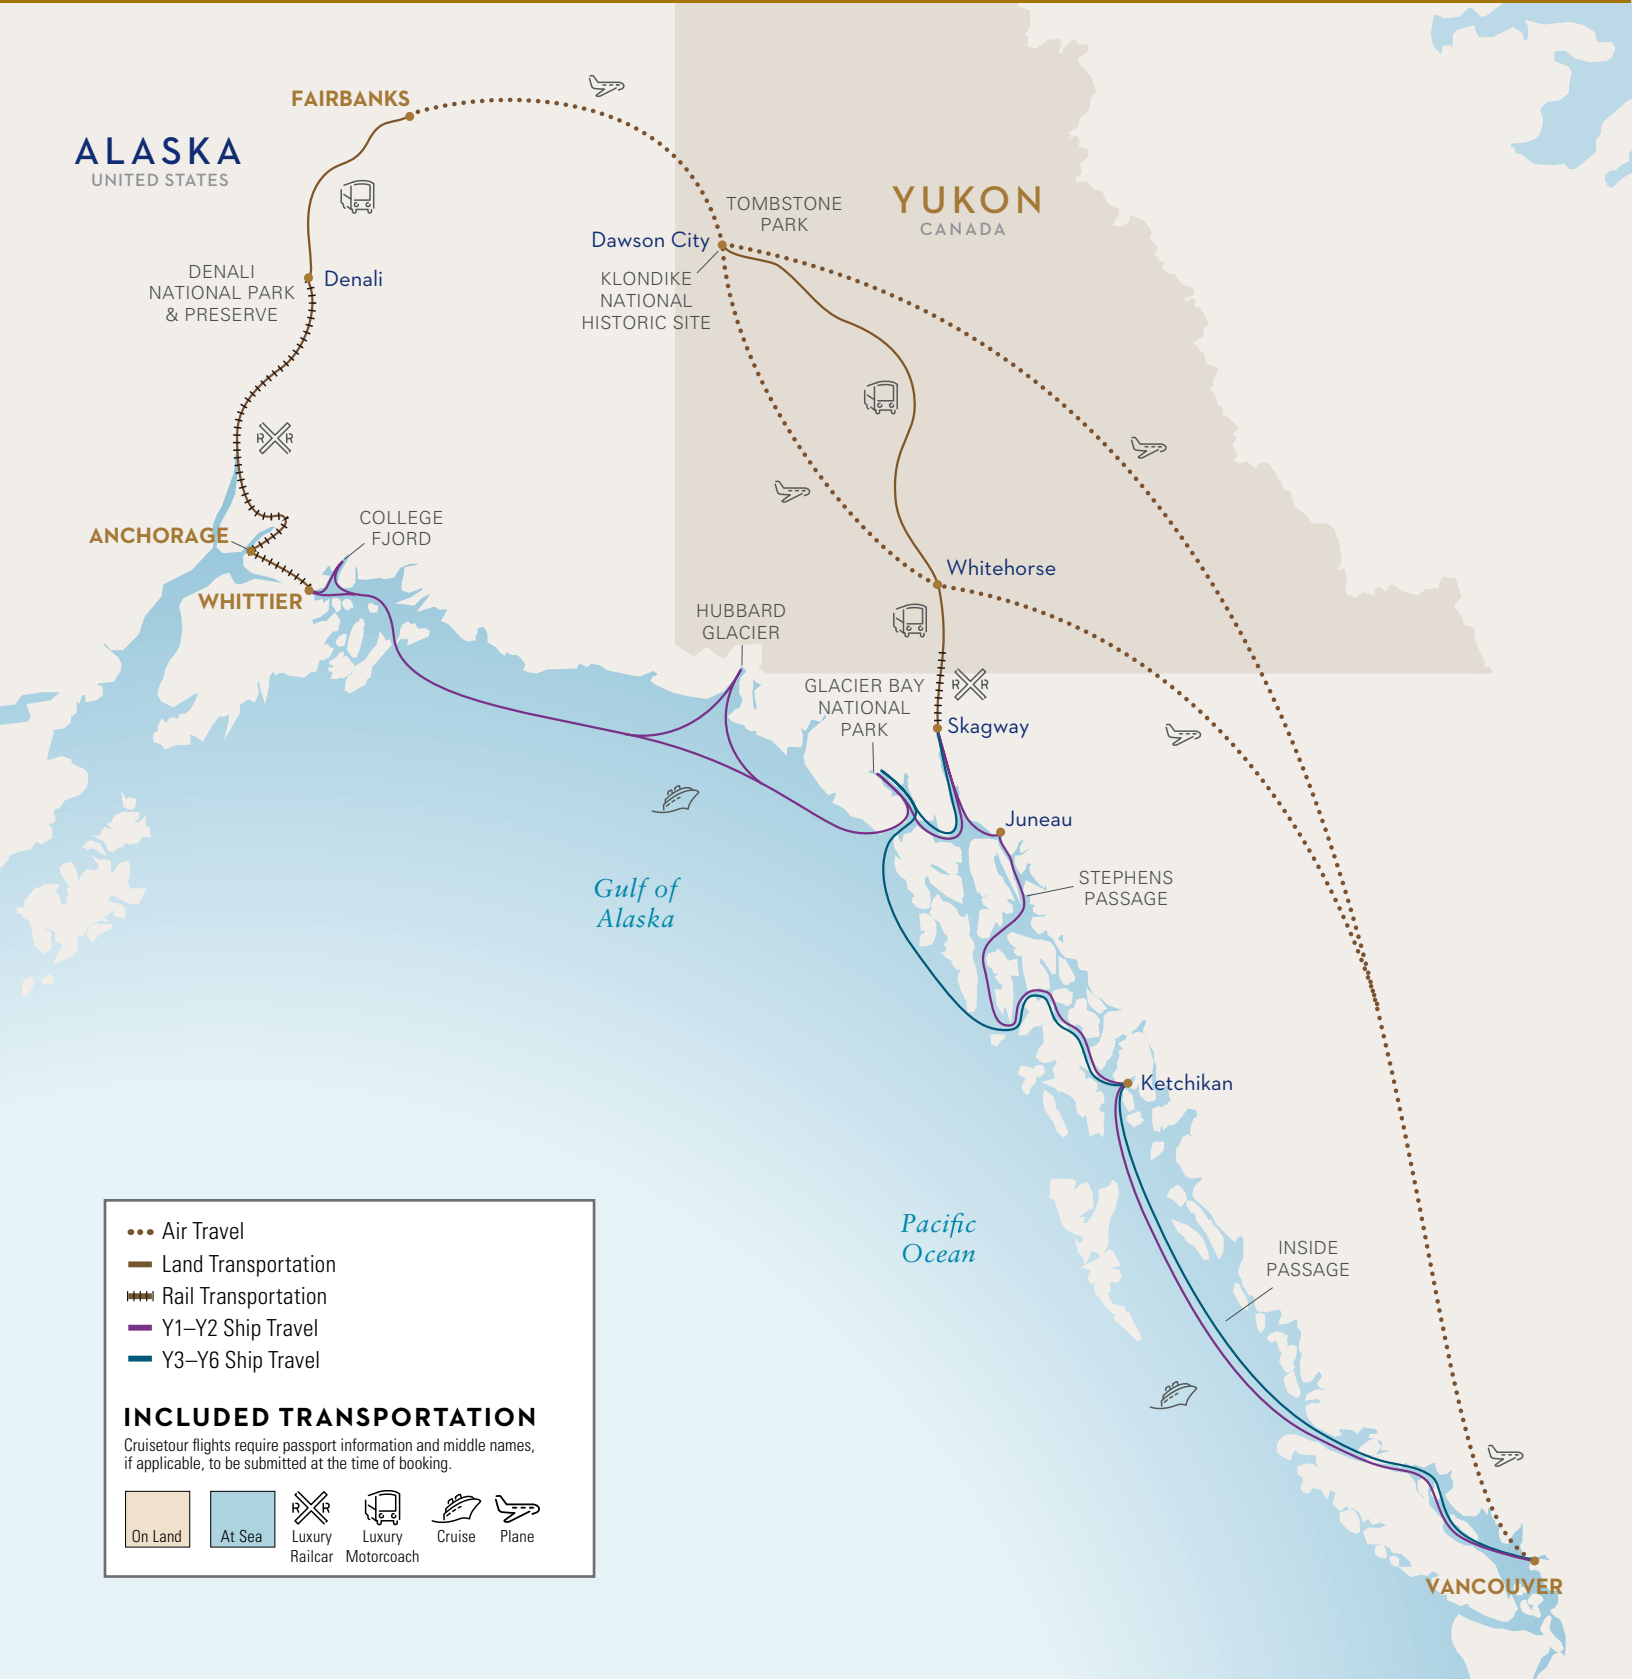 FAIRBANKS
ALASKA
UNITED STATES
YUKON
CANADA
TOMBSTONE
PARK
Dawson City
KLONDIKE
NATIONAL
HISTORIC SITE
DENALI
NATIONAL PARK
& PRESERVE
Denali
R R
ANCHORAGE
COLLEGE
FJORD
WHITTIER
Whitehorse
HUBBARD
GLACIER
GLACIER BAY
NATIONAL
PARK
R R
Skagway
Juneau
STEPHENS
PASSAGE
Gulf of
Alaska
Ketchikan
Pacific
Ocean
INSIDE
PASSAGE
VANCOUVER
Air Travel
Land Transportation
Rail Transportation
Y1–Y2 Ship Travel
Y3–Y6 Ship Travel
INCLUDED TRANSPORTATION
Cruisetour flights require passport information and middle names,
if applicable, to be submitted at the time of booking.
On Land
At Sea
R R
Luxury
Railcar
Luxury
Motorcoach
Cruise
Plane